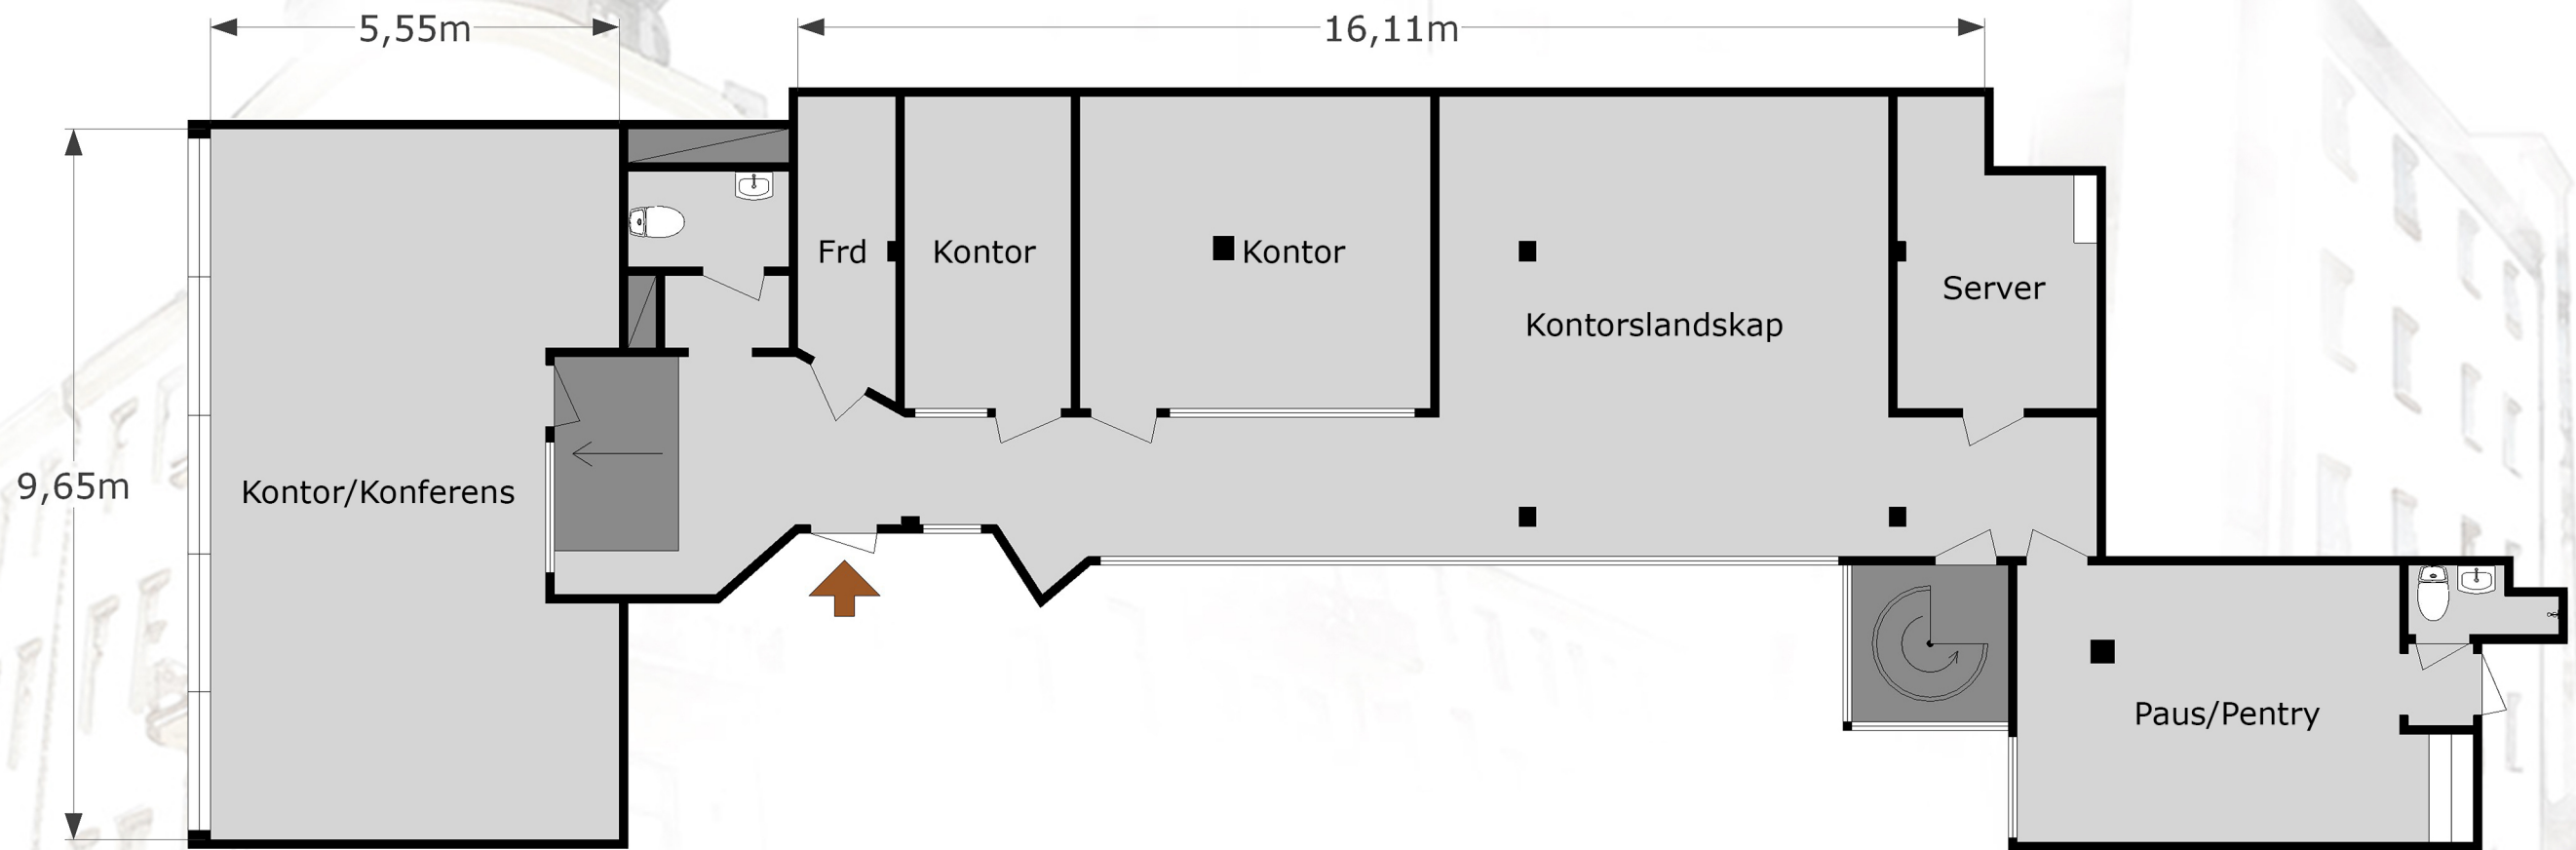 5,55m
16,11m
Frd
Kontor
Kontor
Server
Kontorslandskap
9,65m
Kontor/Konferens
Paus/Pentry